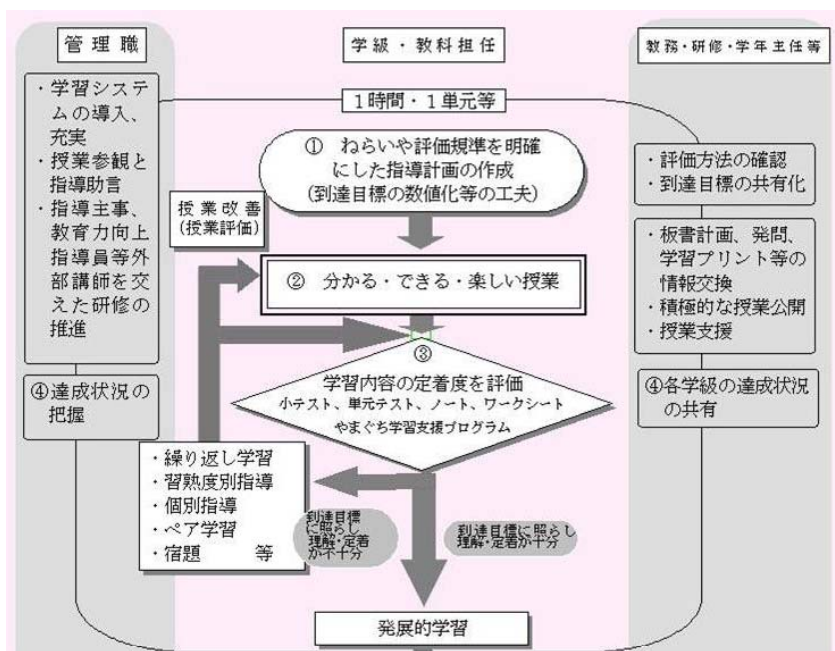 管理職
・学習システ
ムの導入、
充実
・授業参観と
指導助言
・指導主事、
教育力向上
指導員等外
部講師を交
えた研修の
推進
④達成状況の
把握
学級・教科担任
1時間・1単元等
① ねらいや評価規準を明確
にした指導計画の作成
(到達目標の数値化等の工夫)
授業改善
(授業評価)
② 分かる・できる・楽しい授業
③
学習内容の定着度を評価
小テスト、単元テスト、ノート、ワークシート
やまぐち学習支援プログラム
・繰り返し学習
・習熟度別指導
・個別指導
・ペア学習
・宿題 等
到達目標
に照らし
理解・定着
が不十分
到達目標に照らし
理解・定着が十分
発展的学習
教務・研修・学年主任等
・評価方法の確認
・到達目標の共有化
・板書計画、発問、
学習プリント等の
情報交換
・積極的な授業公開
・授業支援
④各学級の達成状況
の共有